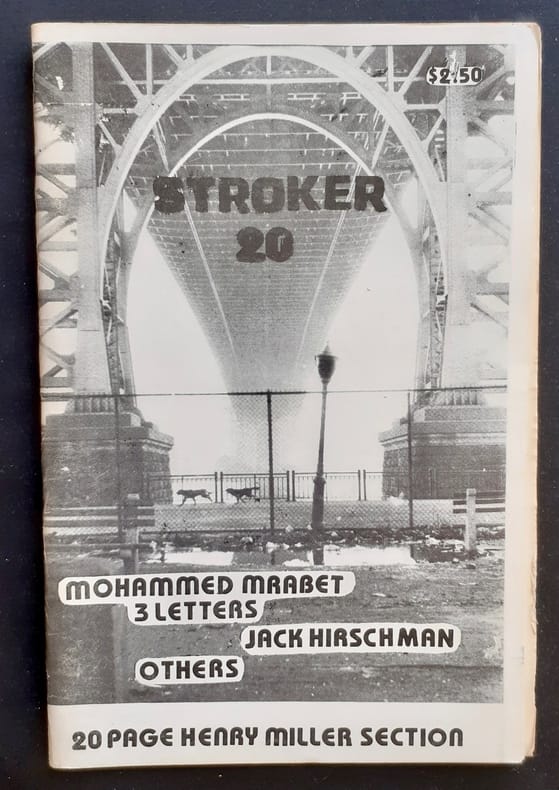 $2.50
STROKER
20
MOHAMMED MRABET
3 LETTERS
JACK HIRSCHMAN
OTHERS
20 PAGE HENRY MILLER SECTION